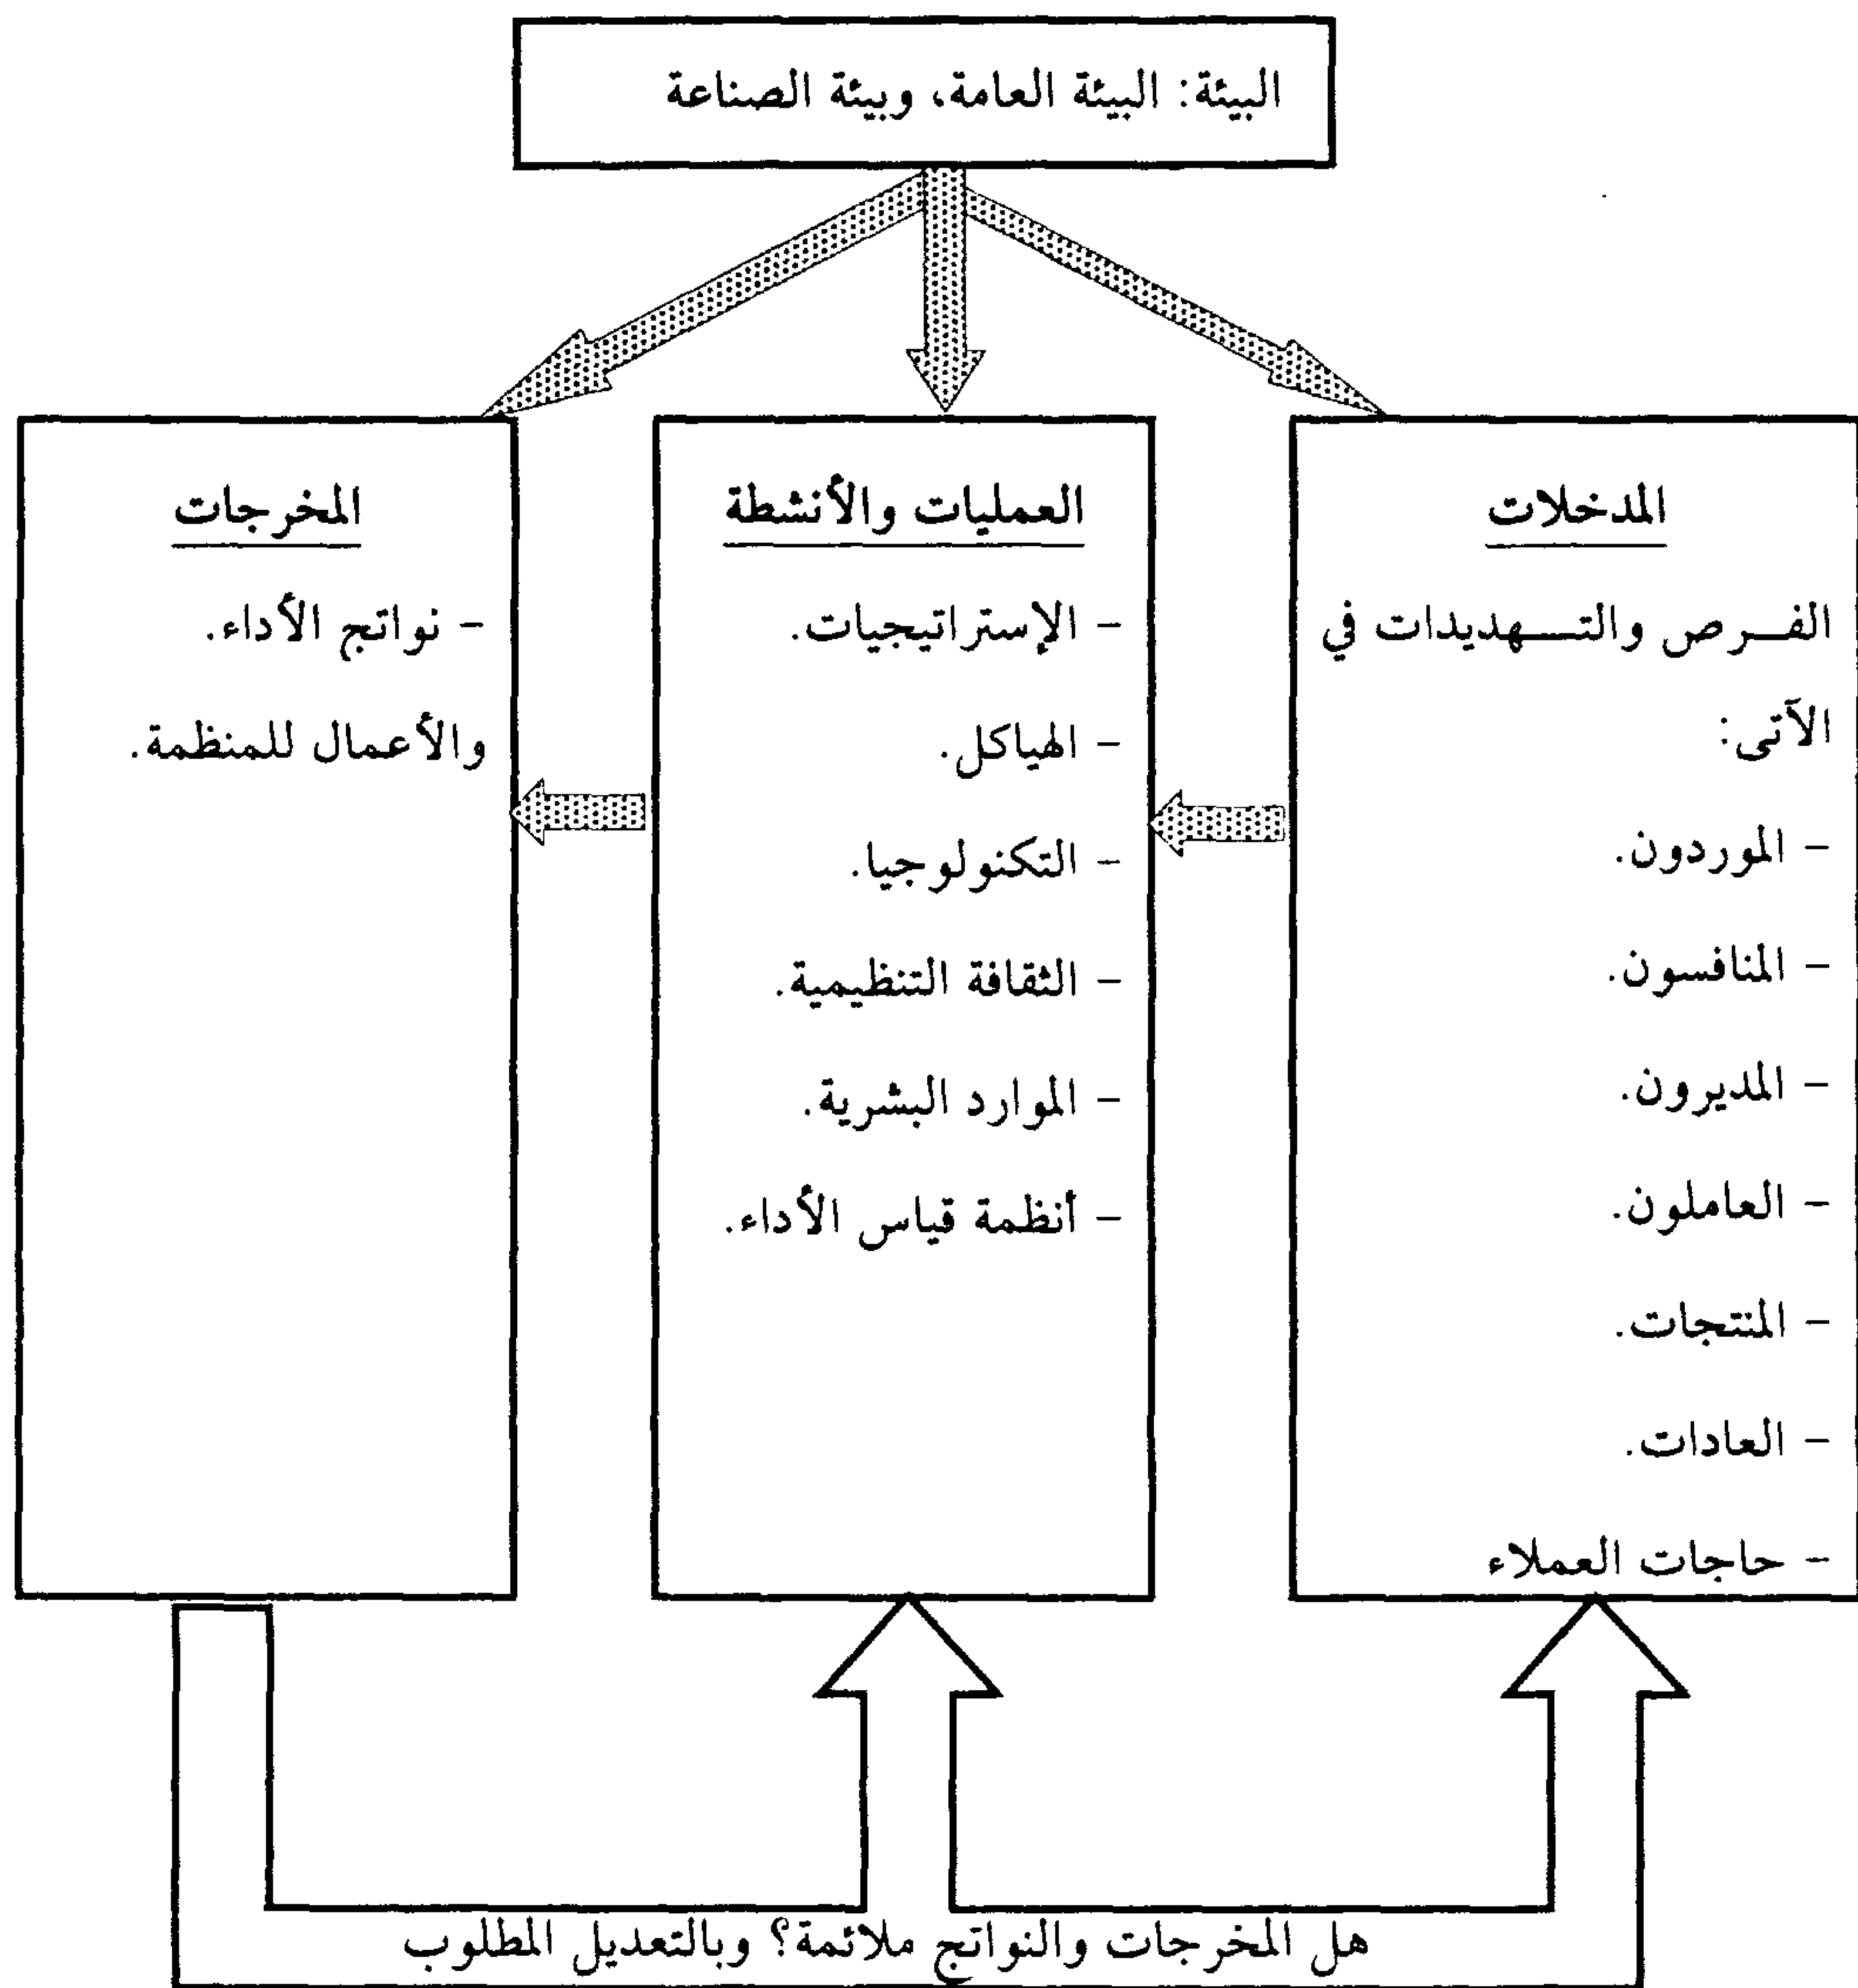 البيئة: البيئة العامة، وبيئة الصناعة
المدخلات
الفرص والتهديدات في
الآتى:
– الموردون.
– المنافسون.
– المديرون.
– العاملون.
– المنتجات.
– العادات.
– حاجات العملاء
العمليات والأنشطة
– الإستراتيجيات.
– الهياكل.
– التكنولوجيا.
– الثقافة التنظيمية.
– الموارد البشرية.
– أنظمة قياس الأداء.
المخرجات
– نواتج الأداء.
والأعمال للمنظمة.
هل المخرجات والنواتج ملائمة؟ وبالتعديل المطلوب